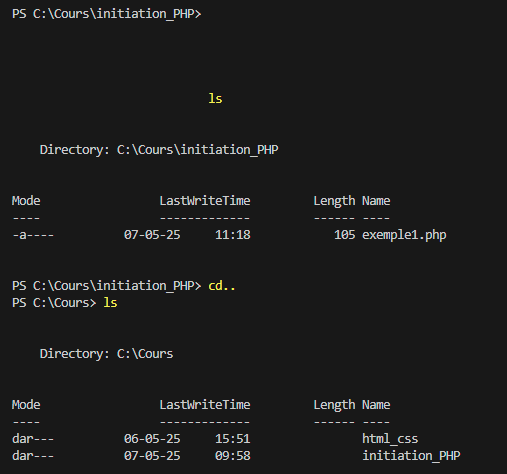 PS C:\Cours\initiation_PHP>
ls
Directory: C:\Cours\initiation_PHP
Mode LastWriteTime Length Name
---- ------------- ------ ----
-a---- 07-05-25 11:18 105 exemple1.php
PS C:\Cours\initiation_PHP> cd..
PS C:\Cours> ls
Directory: C:\Cours
Mode LastWriteTime Length Name
---- ------------- ------ ----
dar--- 06-05-25 15:51 html_css
dar--- 07-05-25 09:58 initiation_PHP